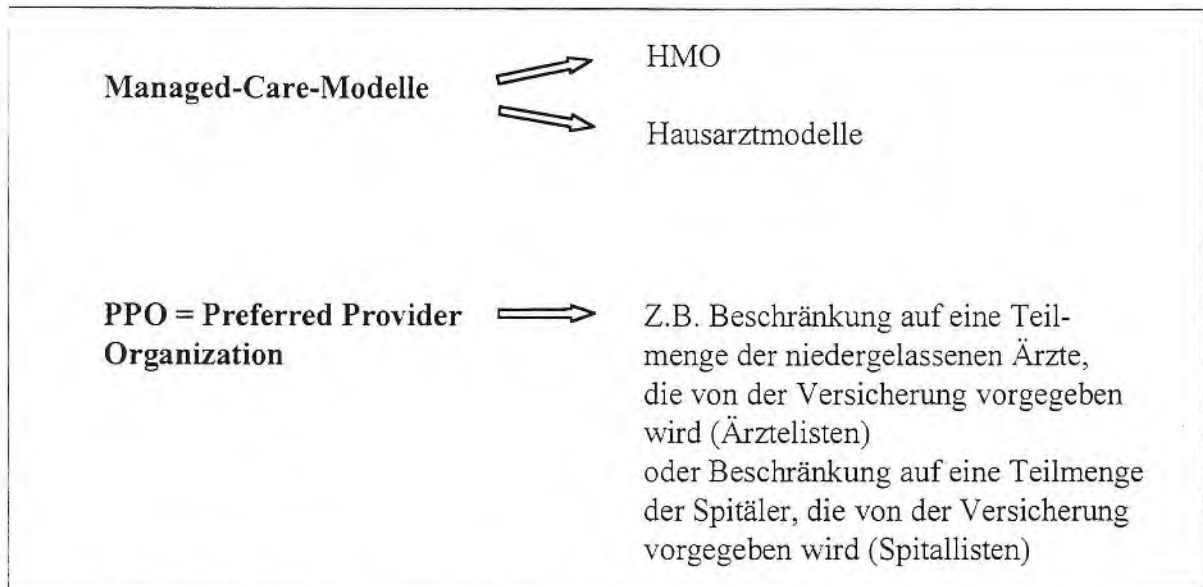 HMO
Managed-Care-Modelle
Hausarztmodelle
PPO = Preferred Provider
Organization
Z.B. Beschränkung auf eine Teil-
menge der niedergelassenen Ärzte,
die von der Versicherung vorgegeben
wird (Ärztelisten)
oder Beschränkung auf eine Teilmenge
der Spitäler, die von der Versicherung
vorgegeben wird (Spitallisten)